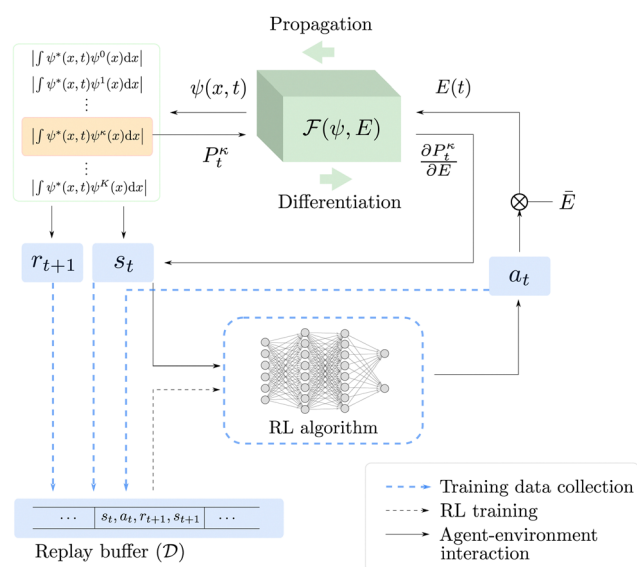 Propagation
|∫ ψ*(x, t)ψ⁰(x)dx|
|∫ ψ*(x, t)ψ¹(x)dx|
⋮
|∫ ψ*(x, t)ψ^κ(x)dx|
⋮
|∫ ψ*(x, t)ψ^K(x)dx|
ψ(x, t)
P_t^κ
F(ψ, E)
E(t)
∂P_t^κ/∂E
Differentiation
⊗ Ē
r_{t+1}
s_t
a_t
RL algorithm
··· s_t, a_t, r_{t+1}, s_{t+1} ···
Replay buffer (D)
Training data collection
RL training
Agent-environment
interaction